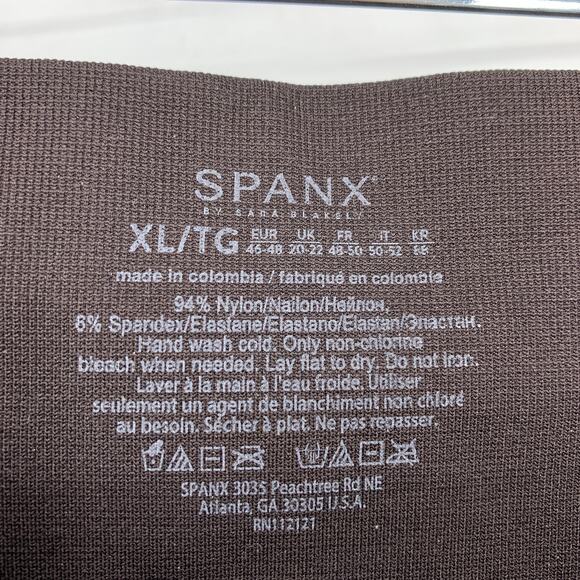 SPANX®
BY SARA BLAKELY
XL/TG EUR 46-48 UK 20-22 FR 48-50 IT 50-52 KR 88
made in colombia / fabriqué en colombie
94% Nylon/Nailon/Нейлон,
6% Spandex/Elastane/Elastano/Elastan/Эластан.
Hand wash cold. Only non-chlorine
bleach when needed. Lay flat to dry. Do not iron.
Laver à la main à l'eau froide. Utiliser
seulement un agent de blanchiment non chloré
au besoin. Sécher à plat. Ne pas repasser.
SPANX 3035 Peachtree Rd NE
Atlanta, GA 30305 U.S.A.
RN112121